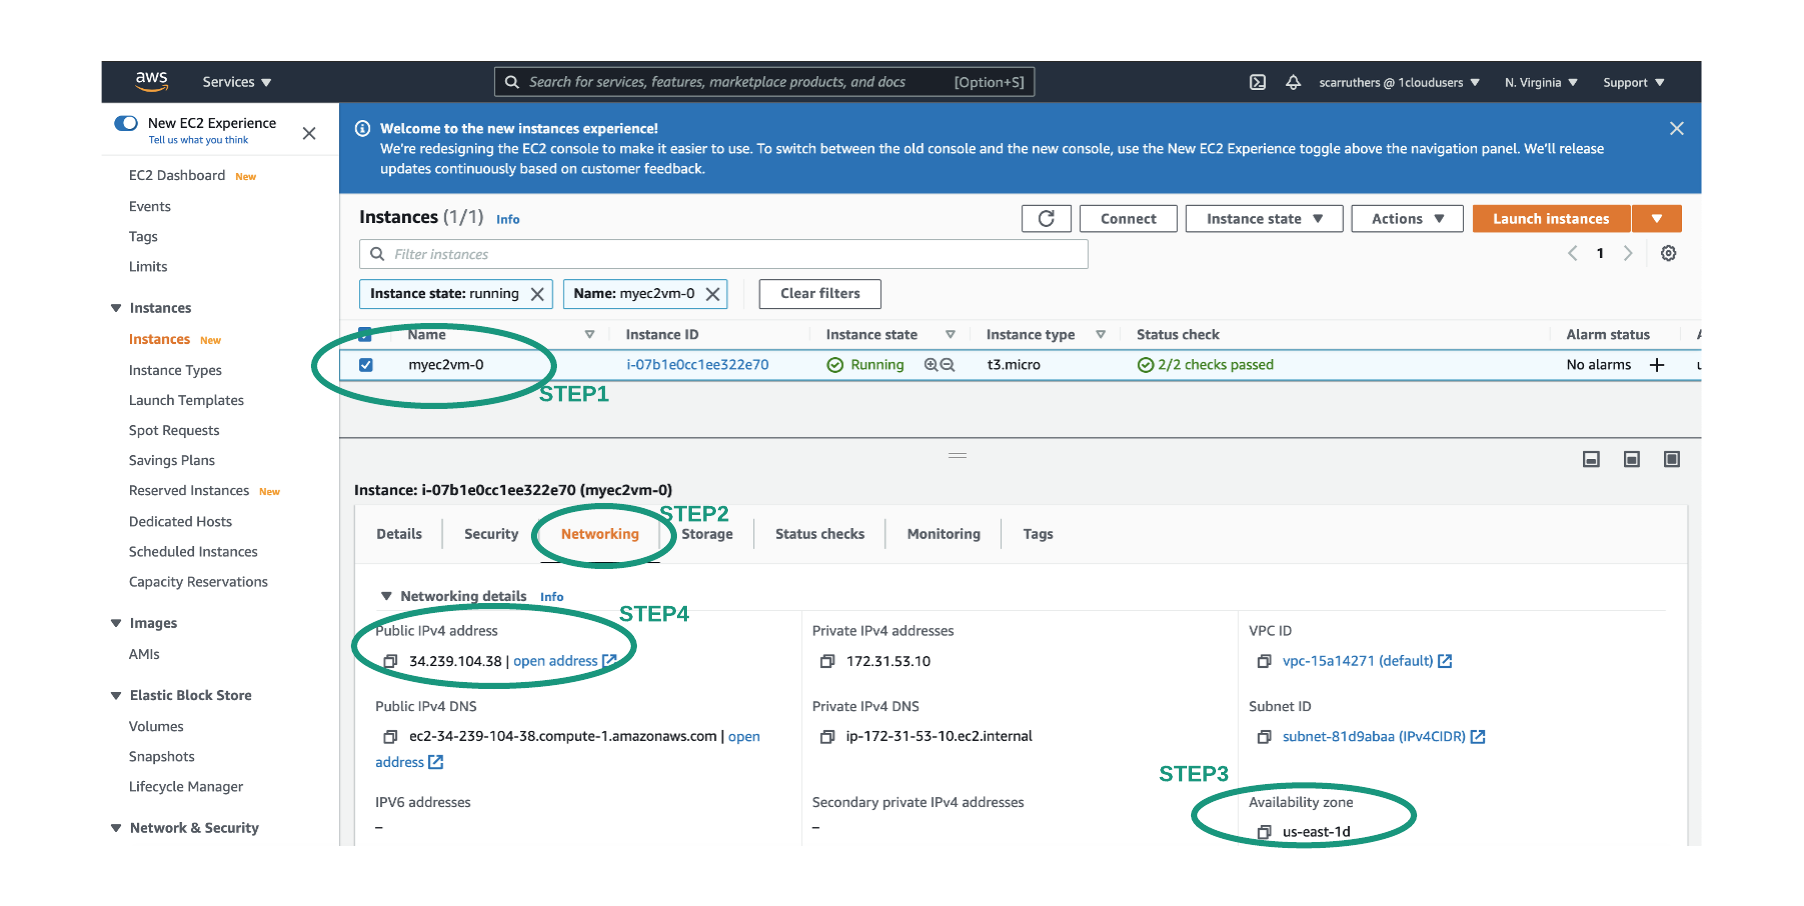 aws Services Search for services, features, marketplace products, and docs [Option+S] scarruthers @ 1cloudusers N. Virginia Support
New EC2 Experience
Tell us what you think
EC2 Dashboard New
Events
Tags
Limits
Instances
Instances New
Instance Types
Launch Templates
Spot Requests
Savings Plans
Reserved Instances New
Dedicated Hosts
Scheduled Instances
Capacity Reservations
Images
AMIs
Elastic Block Store
Volumes
Snapshots
Lifecycle Manager
Network & Security
Welcome to the new instances experience!
We're redesigning the EC2 console to make it easier to use. To switch between the old console and the new console, use the New EC2 Experience toggle above the navigation panel. We'll release
updates continuously based on customer feedback.
Instances (1/1) Info Connect Instance state Actions Launch instances
Filter instances 1
Instance state: running Name: myec2vm-0 Clear filters
Name Instance ID Instance state Instance type Status check Alarm status
myec2vm-0 i-07b1e0cc1ee322e70 Running t3.micro 2/2 checks passed No alarms +
STEP1
Instance: i-07b1e0cc1ee322e70 (myec2vm-0)
STEP2
Details Security Networking Storage Status checks Monitoring Tags
Networking details Info
STEP4
Public IPv4 address Private IPv4 addresses VPC ID
34.239.104.38 | open address 172.31.53.10 vpc-15a14271 (default)
Public IPv4 DNS Private IPv4 DNS Subnet ID
ec2-34-239-104-38.compute-1.amazonaws.com | open ip-172-31-53-10.ec2.internal subnet-81d9abaa (IPv4CIDR)
address
STEP3
IPV6 addresses Secondary private IPv4 addresses Availability zone
– – us-east-1d